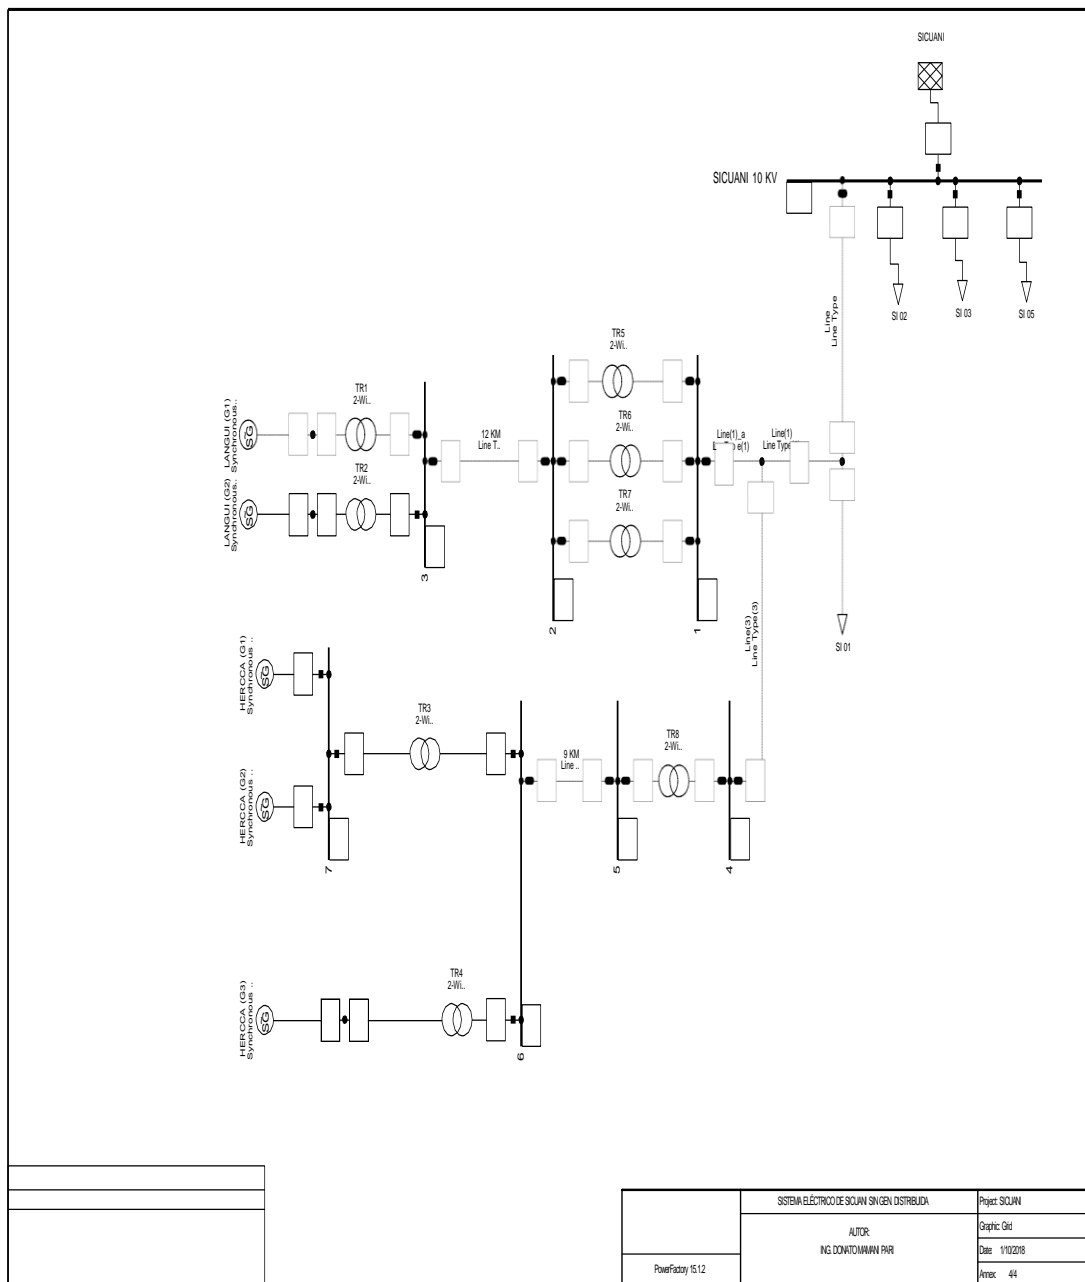 SICUANI
SICUANI 10 KV
SI 02
SI 03
SI 05
Line
Line Type
TR5
2-Wi..
TR1
2-Wi..
LANGUI (G1)
Synchronous..
SG
12 KM
Line T..
TR6
2-Wi..
Line(1)_a
Line(1)
TR2
2-Wi..
LANGUI (G2)
Synchronous..
SG
TR7
2-Wi..
3
2
1
SI 01
Line(3)
Line Type(3)
HERCCA (G1)
Synchronous ..
SG
TR3
2-Wi..
9 KM
Line ..
TR8
2-Wi..
HERCCA (G2)
Synchronous ..
SG
7
5
4
HERCCA (G3)
Synchronous ..
SG
TR4
2-Wi..
6
SISTEMA ELÉCTRICO DE SICUANI SIN GEN. DISTRIBUIDA
AUTOR:
ING. DONATO MAMANI PARI
PowerFactory 15.1.2
Project: SICUANI
Graphic: Grid
Date: 1/10/2018
Annex: 4/4